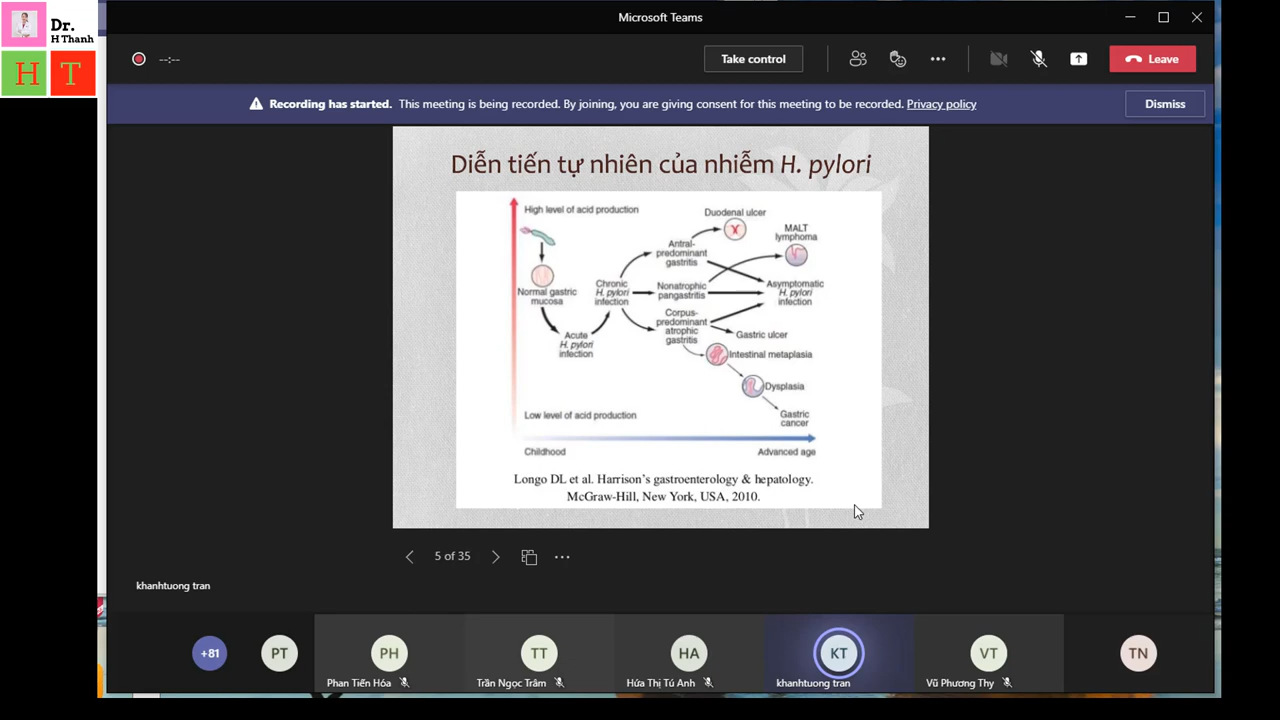 Dr.
H Thanh
H T
Microsoft Teams
--:--
Take control
Leave
Recording has started. This meeting is being recorded. By joining, you are giving consent for this meeting to be recorded. Privacy policy
Dismiss
Diễn tiến tự nhiên của nhiễm H. pylori
High level of acid production
Duodenal ulcer
MALT
lymphoma
Antral-
predominant
gastritis
Normal gastric
mucosa
Chronic
H. pylori
infection
Nonatrophic
pangastritis
Asymptomatic
H. pylori
infection
Corpus-
predominant
atrophic
gastritis
Acute
H. pylori
infection
Gastric ulcer
Intestinal metaplasia
Dysplasia
Gastric
cancer
Low level of acid production
Childhood
Advanced age
Longo DL et al. Harrison's gastroenterology & hepatology.
McGraw-Hill, New York, USA, 2010.
5 of 35
khanhtuong tran
+81
PT
PH
TT
HA
KT
VT
TN
Phan Tiến Hóa
Trần Ngọc Trâm
Hứa Thị Tú Anh
khanhtuong tran
Vũ Phương Thy